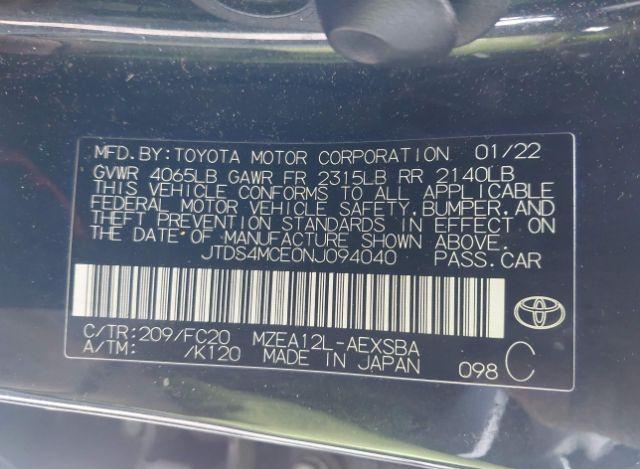 MFD.BY:TOYOTA MOTOR CORPORATION 01/22
GVWR 4065LB GAWR FR 2315LB RR 2140LB
THIS VEHICLE CONFORMS TO ALL APPLICABLE
FEDERAL MOTOR VEHICLE SAFETY,BUMPER,AND
THEFT PREVENTION STANDARDS IN EFFECT ON
THE DATE OF MANUFACTURE SHOWN ABOVE.
JTDS4MCE0NJ094040 PASS.CAR
C/TR:209/FC20 MZEA12L-AEXSBA
A/TM: /K120 MADE IN JAPAN 098 C